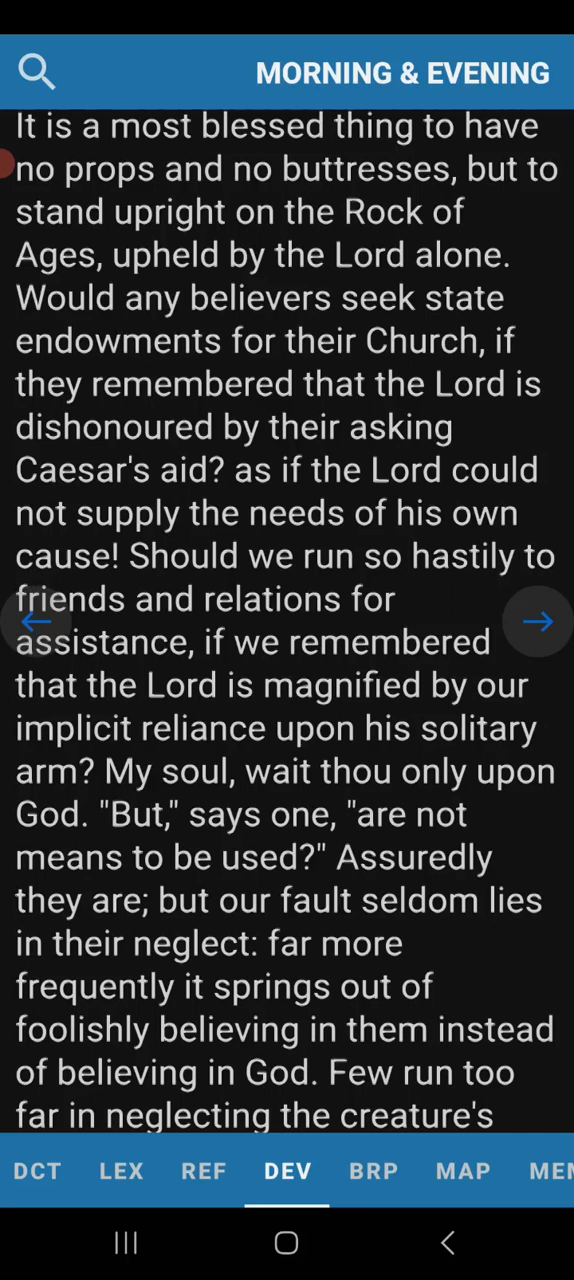 MORNING & EVENING
It is a most blessed thing to have
no props and no buttresses, but to
stand upright on the Rock of
Ages, upheld by the Lord alone.
Would any believers seek state
endowments for their Church, if
they remembered that the Lord is
dishonoured by their asking
Caesar's aid? as if the Lord could
not supply the needs of his own
cause! Should we run so hastily to
friends and relations for
assistance, if we remembered
that the Lord is magnified by our
implicit reliance upon his solitary
arm? My soul, wait thou only upon
God. "But," says one, "are not
means to be used?" Assuredly
they are; but our fault seldom lies
in their neglect: far more
frequently it springs out of
foolishly believing in them instead
of believing in God. Few run too
far in neglecting the creature's
DCT LEX REF DEV BRP MAP MEM